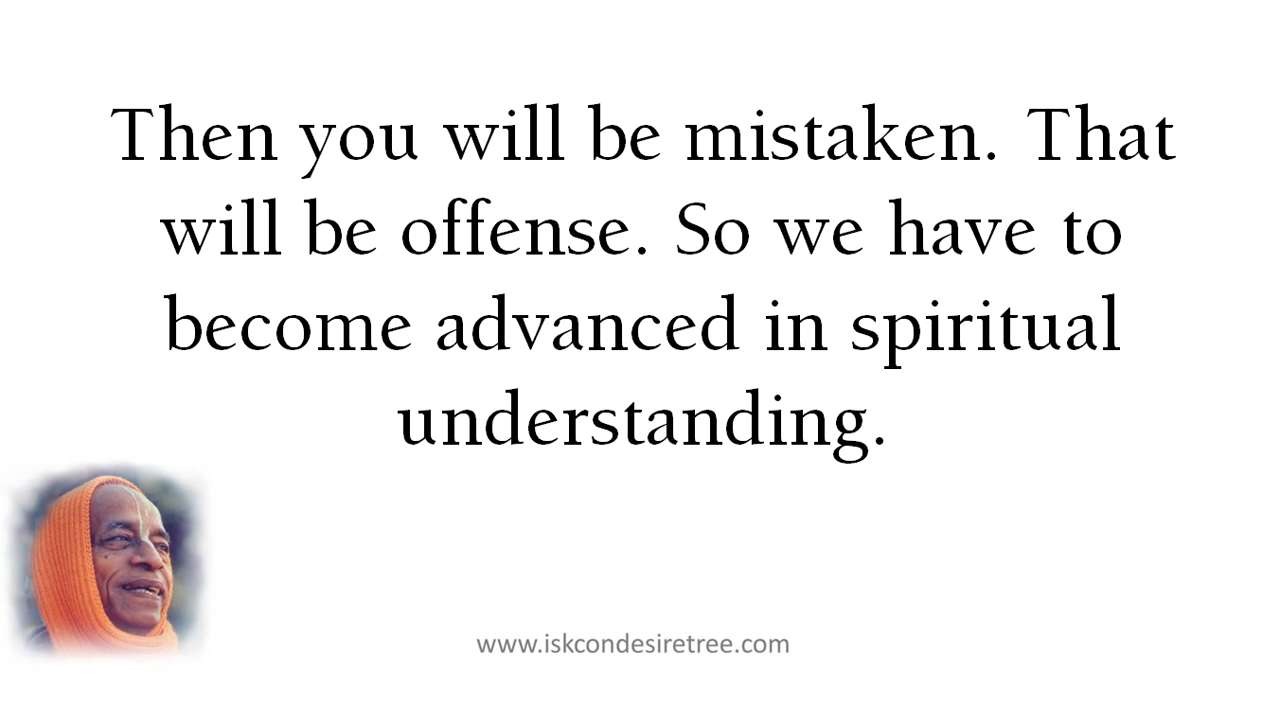 Then you will be mistaken. That
will be offense. So we have to
become advanced in spiritual
understanding.
www.iskcondesiretree.com